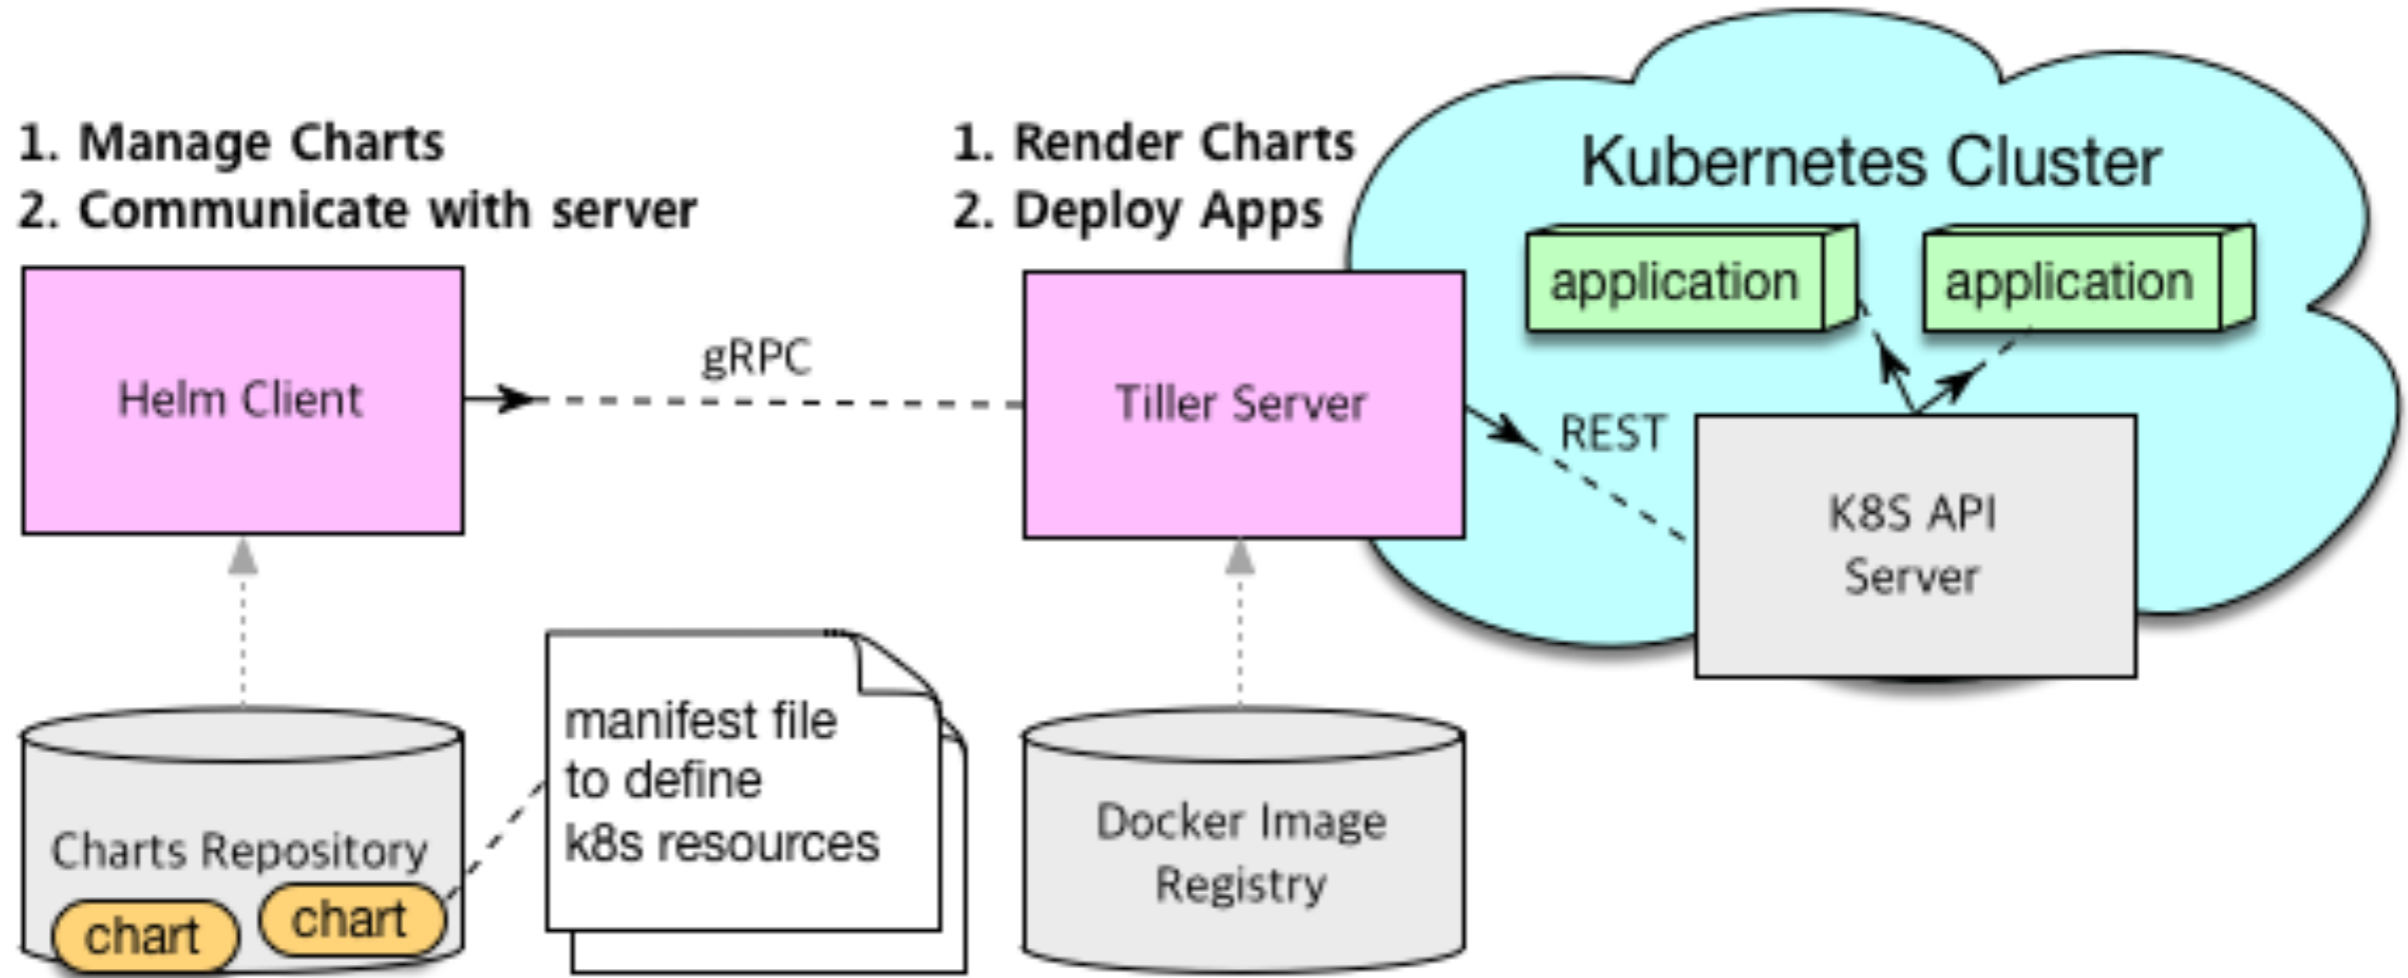 1. Manage Charts
2. Communicate with server
1. Render Charts
2. Deploy Apps
Kubernetes Cluster
application
application
Helm Client
gRPC
Tiller Server
REST
K8S API
Server
manifest file
to define
k8s resources
Charts Repository
chart
chart
Docker Image
Registry